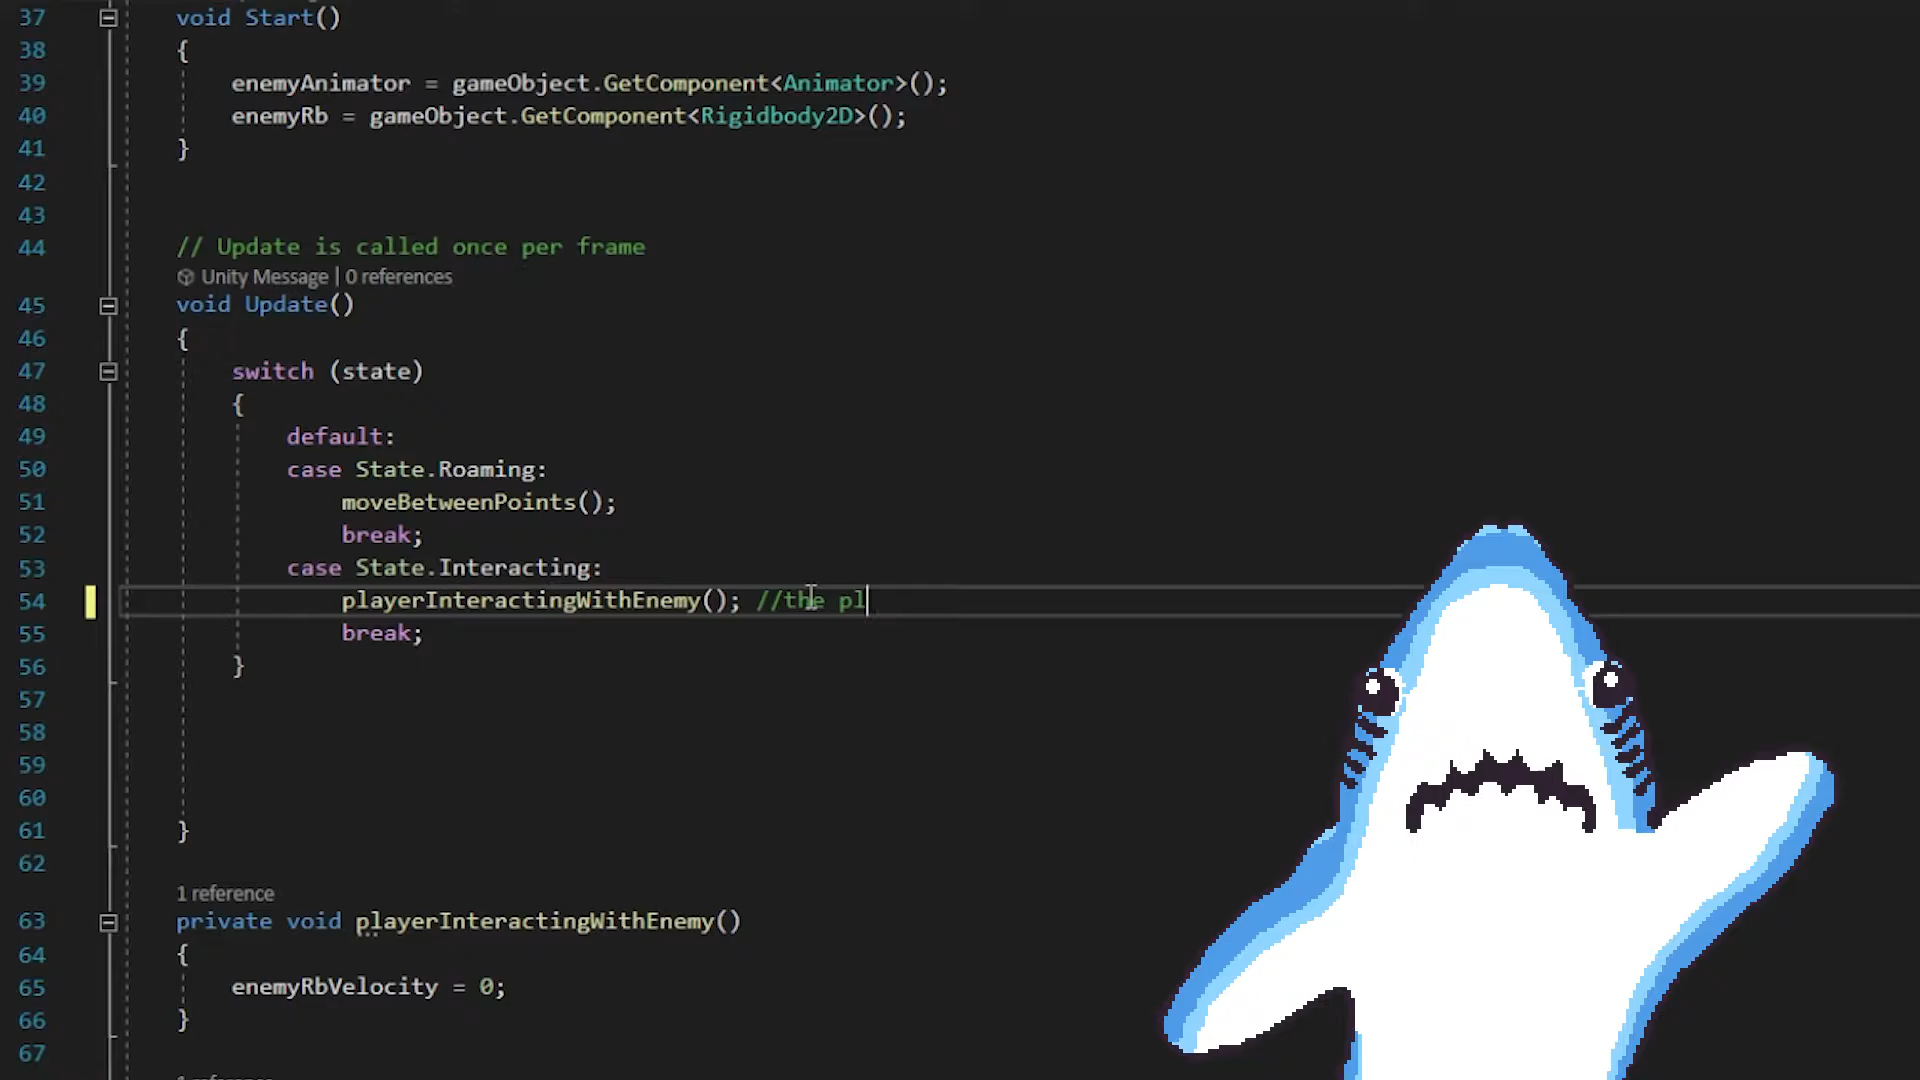 37 void Start()
38 {
39 enemyAnimator = gameObject.GetComponent<Animator>();
40 enemyRb = gameObject.GetComponent<Rigidbody2D>();
41 }
42
43
44 // Update is called once per frame
Unity Message | 0 references
45 void Update()
46 {
47 switch (state)
48 {
49 default:
50 case State.Roaming:
51 moveBetweenPoints();
52 break;
53 case State.Interacting:
54 playerInteractingWithEnemy(); //the pl
55 break;
56 }
57
58
59
60
61 }
62
1 reference
63 private void playerInteractingWithEnemy()
64 {
65 enemyRbVelocity = 0;
66 }
67